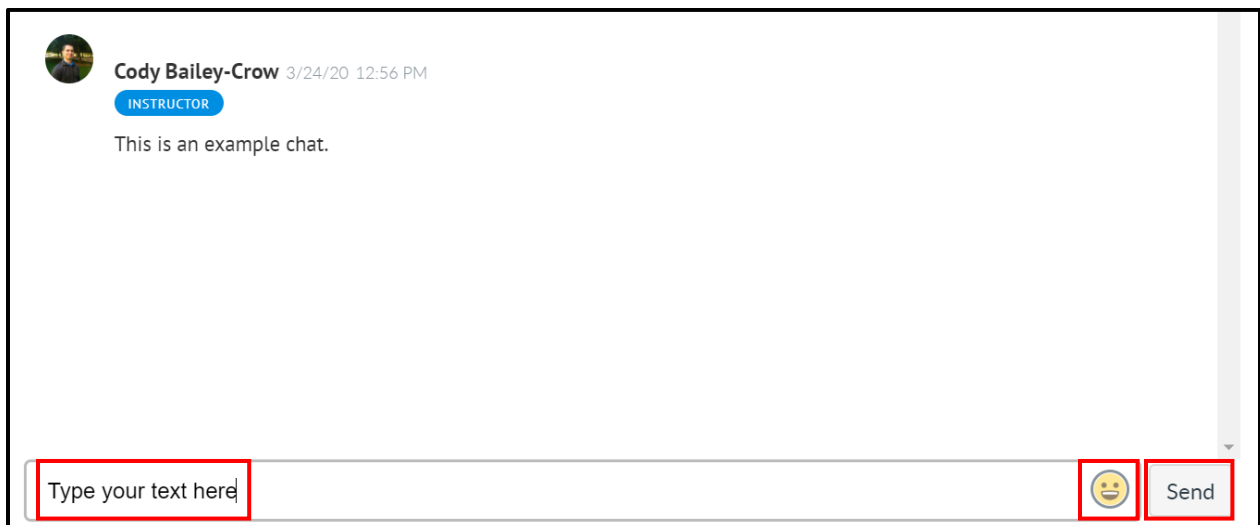 Cody Bailey-Crow 3/24/20 12:56 PM
INSTRUCTOR
This is an example chat.
Type your text here
Send